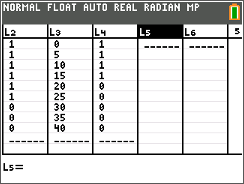 NORMAL FLOAT AUTO REAL RADIAN MP
L2 L3 L4 L5 L6 5
1 0 1 ------ ------
1 5 1
1 10 1
1 15 1
1 20 0
1 25 0
0 30 0
0 35 0
0 40 0
------ ------ ------
L5=